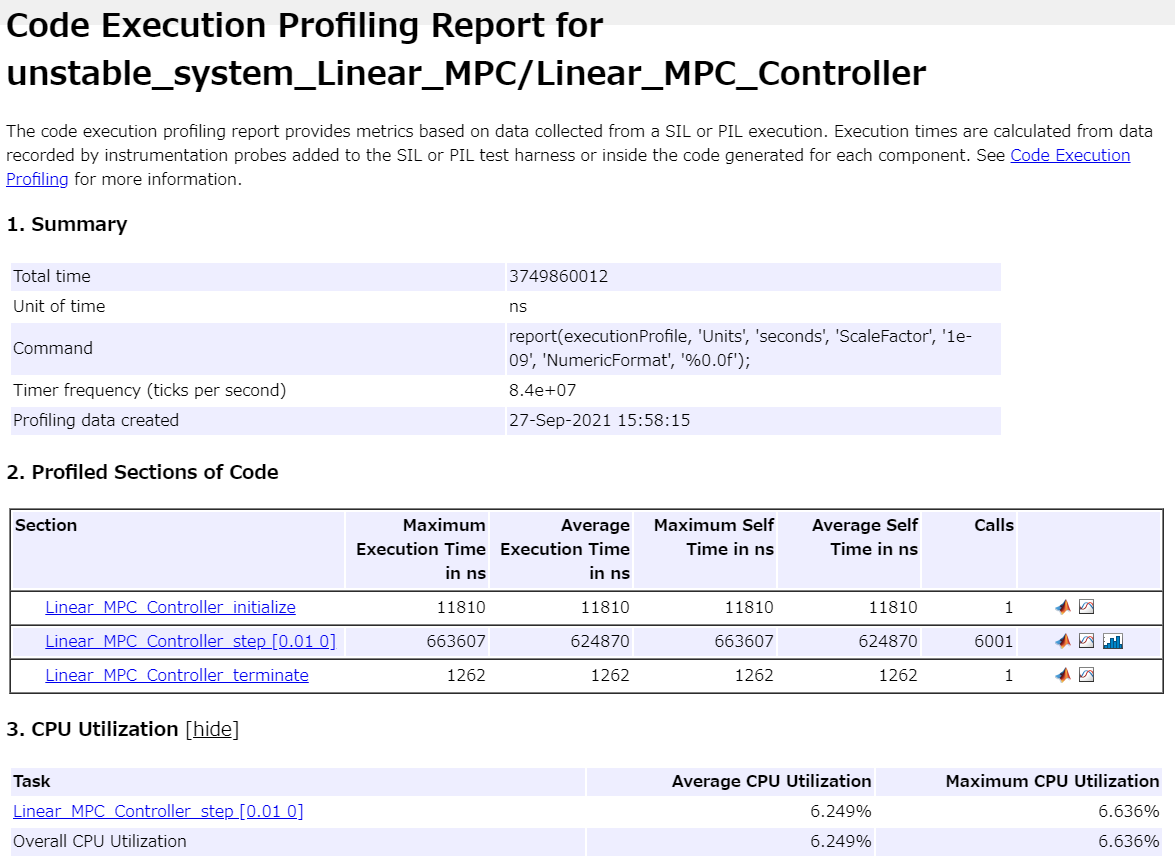 Code Execution Profiling Report for
unstable_system_Linear_MPC/Linear_MPC_Controller
The code execution profiling report provides metrics based on data collected from a SIL or PIL execution. Execution times are calculated from data
recorded by instrumentation probes added to the SIL or PIL test harness or inside the code generated for each component. See Code Execution
Profiling for more information.
1. Summary
Total time 3749860012
Unit of time ns
Command report(executionProfile, 'Units', 'seconds', 'ScaleFactor', '1e-
09', 'NumericFormat', '%0.0f');
Timer frequency (ticks per second) 8.4e+07
Profiling data created 27-Sep-2021 15:58:15
2. Profiled Sections of Code
Section Maximum Average Maximum Self Average Self Calls
Execution Time Execution Time Time in ns Time in ns
in ns in ns
Linear_MPC_Controller_initialize 11810 11810 11810 11810 1
Linear_MPC_Controller_step [0.01 0] 663607 624870 663607 624870 6001
Linear_MPC_Controller_terminate 1262 1262 1262 1262 1
3. CPU Utilization [hide]
Task Average CPU Utilization Maximum CPU Utilization
Linear_MPC_Controller_step [0.01 0] 6.249% 6.636%
Overall CPU Utilization 6.249% 6.636%